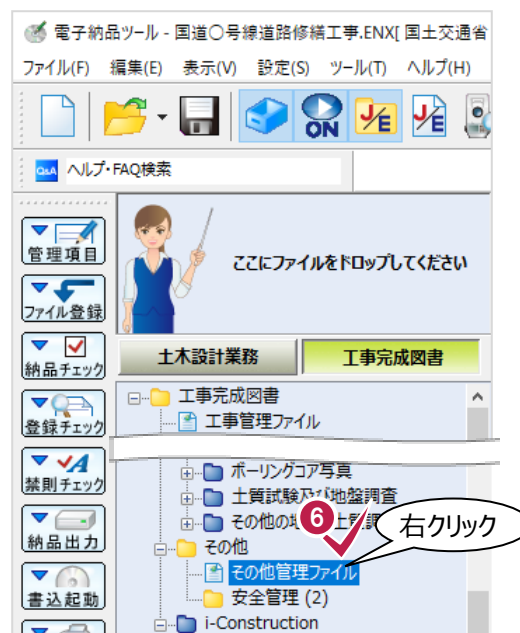 電子納品ツール - 国道〇号線道路修繕工事.ENX[ 国土交通省
ファイル(F) 編集(E) 表示(V) 設定(S) ツール(T) ヘルプ(H)
ON J/E J/E
Q&A ヘルプ・FAQ検索
管理項目
ファイル登録
納品チェック
登録チェック
禁則チェック
納品出力
書込起動
ここにファイルをドロップしてください
土木設計業務 工事完成図書
工事完成図書
工事管理ファイル
ボーリングコア写真
土質試験及び地盤調査
その他の地
6 右クリック
その他
その他管理ファイル
安全管理 (2)
i-Construction